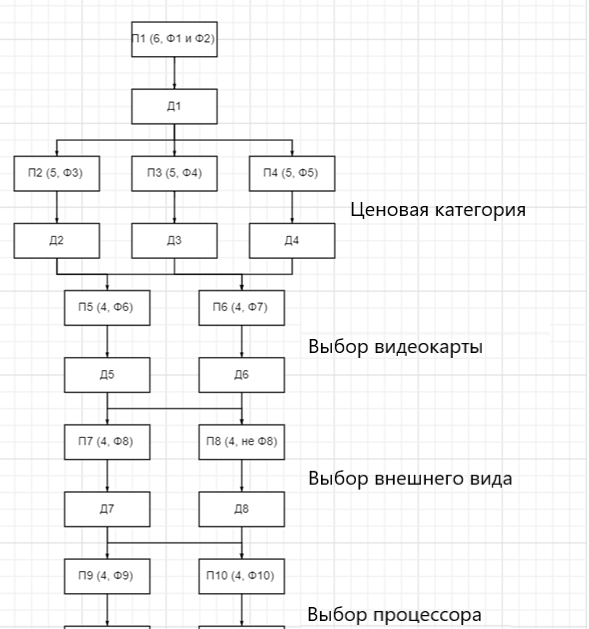 П1 (6, Ф1 и Ф2)
Д1
П2 (5, Ф3)
П3 (5, Ф4)
П4 (5, Ф5)
Ценовая категория
Д2
Д3
Д4
П5 (4, Ф6)
П6 (4, Ф7)
Выбор видеокарты
Д5
Д6
П7 (4, Ф8)
П8 (4, не Ф8)
Выбор внешнего вида
Д7
Д8
П9 (4, Ф9)
П10 (4, Ф10)
Выбор процессора